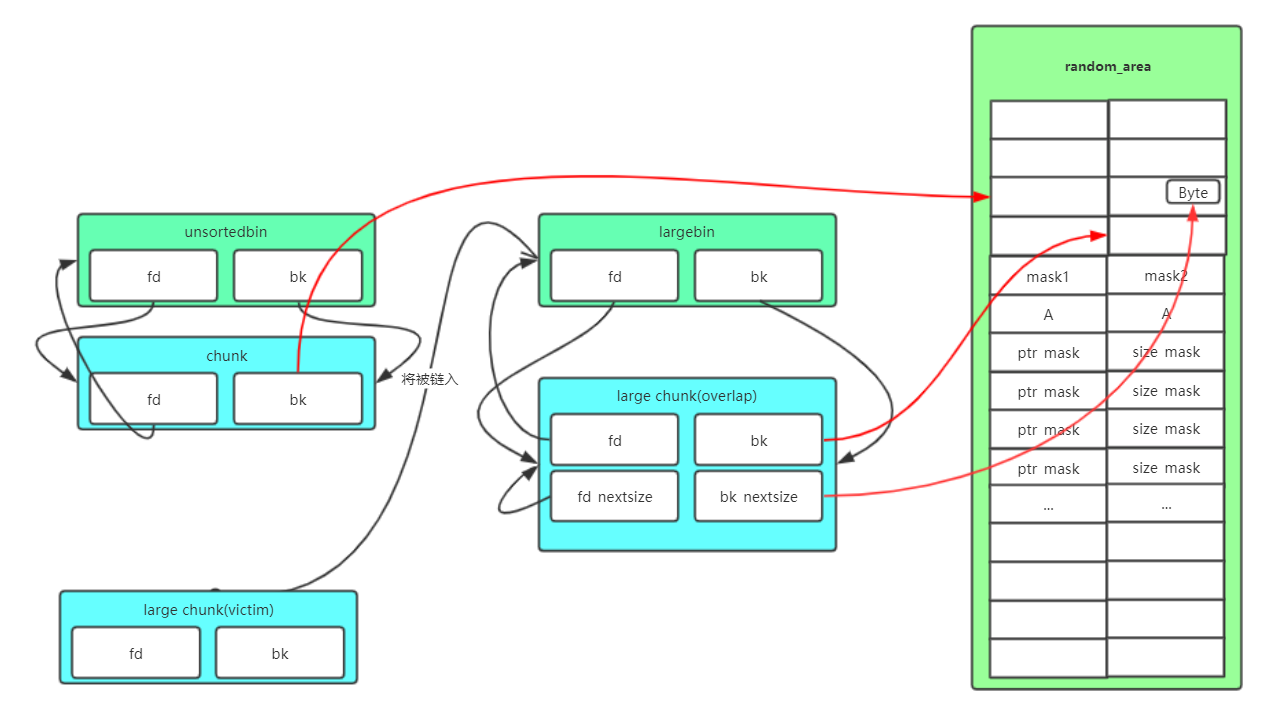 random_area
Byte
mask1
mask2
A
A
ptr mask
size mask
ptr mask
size mask
ptr mask
size mask
ptr mask
size mask
...
...
unsortedbin
fd
bk
chunk
fd
bk
将被链入
largebin
fd
bk
large chunk(overlap)
fd
bk
fd nextsize
bk nextsize
large chunk(victim)
fd
bk